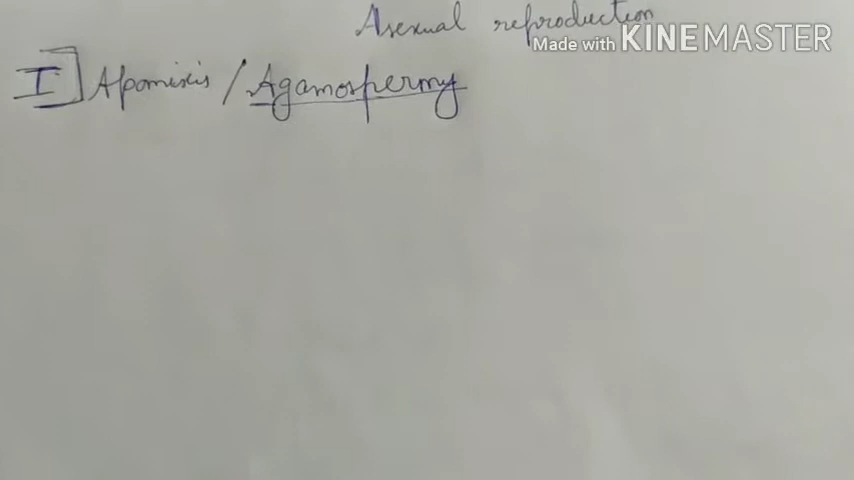 Asexual reproduction
Made with KINEMASTER
I] Apomixis / Agamospermy